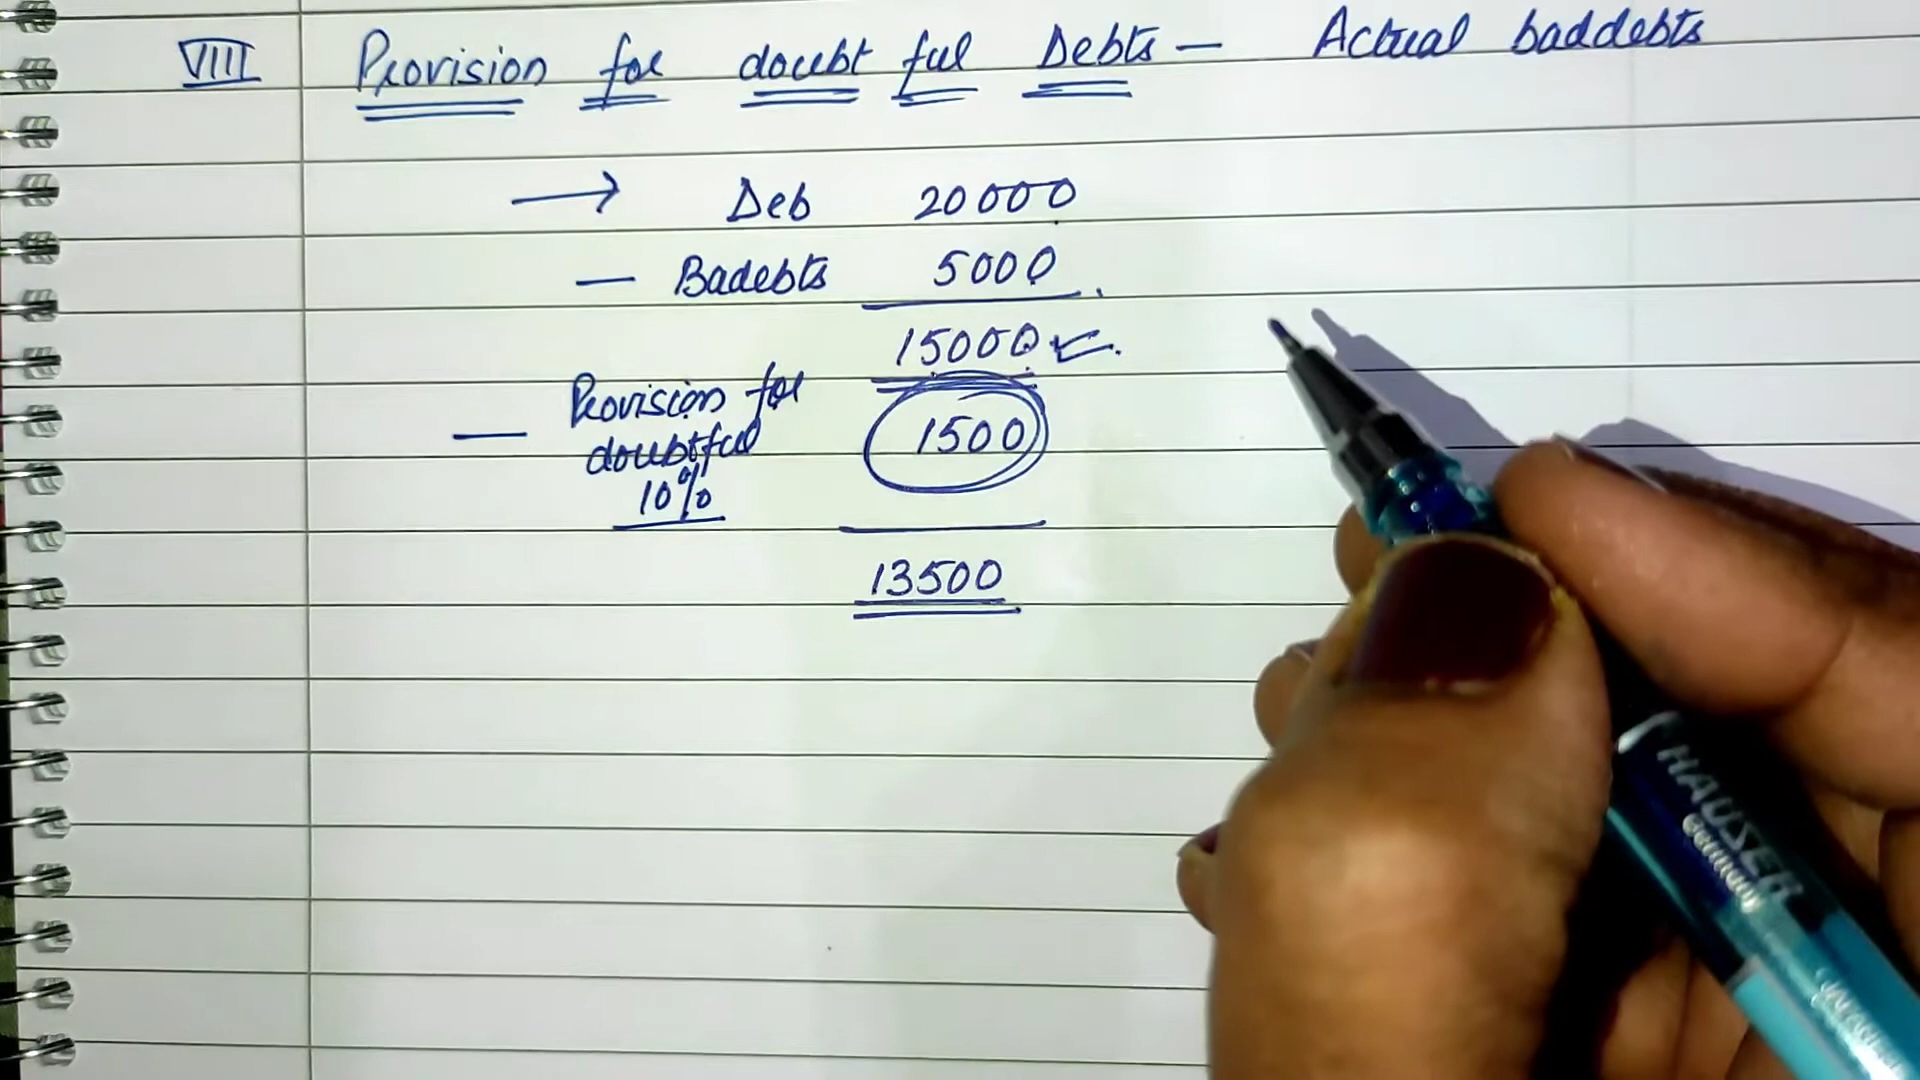 VIII Provision for doubtful Debts — Actual baddebts
→ Deb 20000
— Badebts 5000
15000 ✓
Provision for
— doubtful 1500
10%
13500
HAUSER
Germany